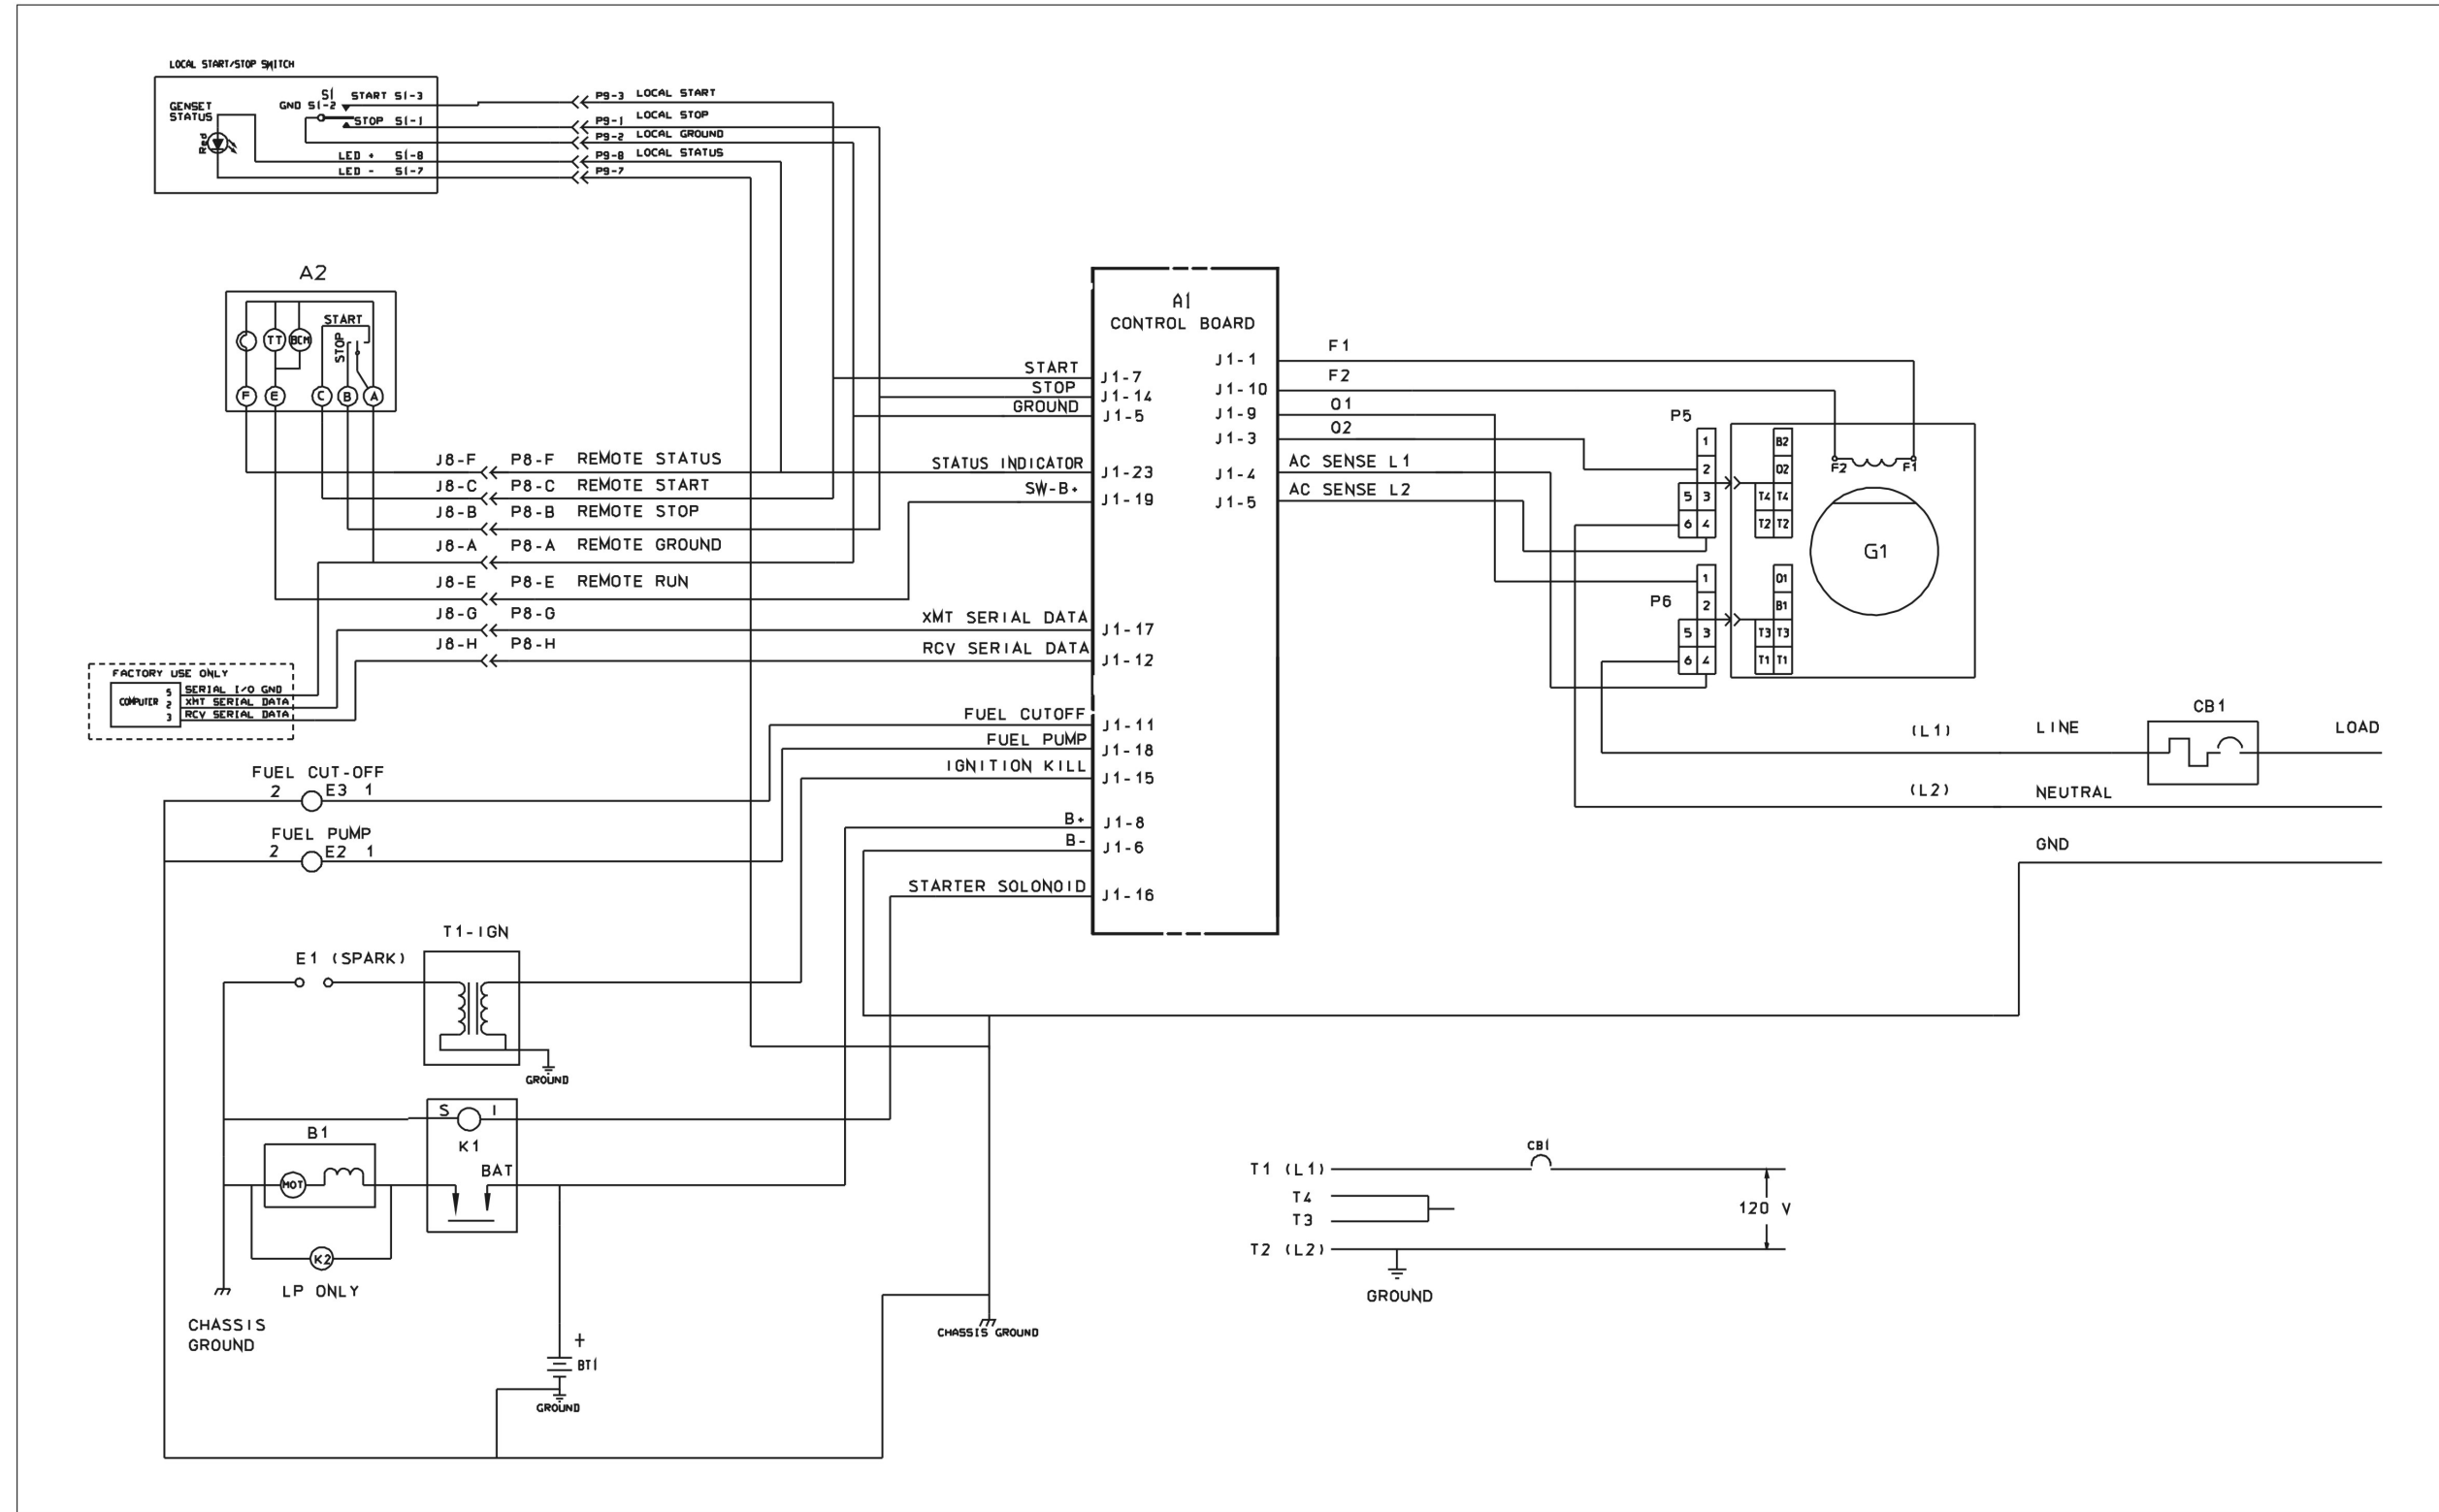 LOCAL START/STOP SWITCH
GENSET
STATUS
Red
S1
GND S1-2
START S1-3
STOP S1-1
LED + S1-8
LED - S1-7
P9-3 LOCAL START
P9-1 LOCAL STOP
P9-2 LOCAL GROUND
P9-8 LOCAL STATUS
P9-7
A2
START
STOP
TT BCM
F E C B A
J8-F P8-F REMOTE STATUS
J8-C P8-C REMOTE START
J8-B P8-B REMOTE STOP
J8-A P8-A REMOTE GROUND
J8-E P8-E REMOTE RUN
J8-G P8-G
J8-H P8-H
FACTORY USE ONLY
COMPUTER
5 SERIAL I/O GND
2 XMT SERIAL DATA
3 RCV SERIAL DATA
A1
CONTROL BOARD
START J1-7
STOP J1-14
GROUND J1-5
STATUS INDICATOR J1-23
SW-B+ J1-19
XMT SERIAL DATA J1-17
RCV SERIAL DATA J1-12
FUEL CUTOFF J1-11
FUEL PUMP J1-18
IGNITION KILL J1-15
B+ J1-8
B- J1-6
STARTER SOLONOID J1-16
J1-1 F1
J1-10 F2
J1-9 Q1
J1-3 Q2
J1-4 AC SENSE L1
J1-5 AC SENSE L2
P5
1
2
5 3
6 4
B2
Q2
T4 T4
T2 T2
F2 F1
G1
P6
1
2
5 3
6 4
Q1
B1
T3 T3
T1 T1
CB1
(L1) LINE LOAD
(L2) NEUTRAL
GND
FUEL CUT-OFF
2 E3 1
FUEL PUMP
2 E2 1
T1-IGN
E1 (SPARK)
GROUND
S I
K1
BAT
B1
MOT
K2
LP ONLY
CHASSIS
GROUND
+
BT1
GROUND
CHASSIS GROUND
CB1
T1 (L1)
T4
T3
120 V
T2 (L2)
GROUND